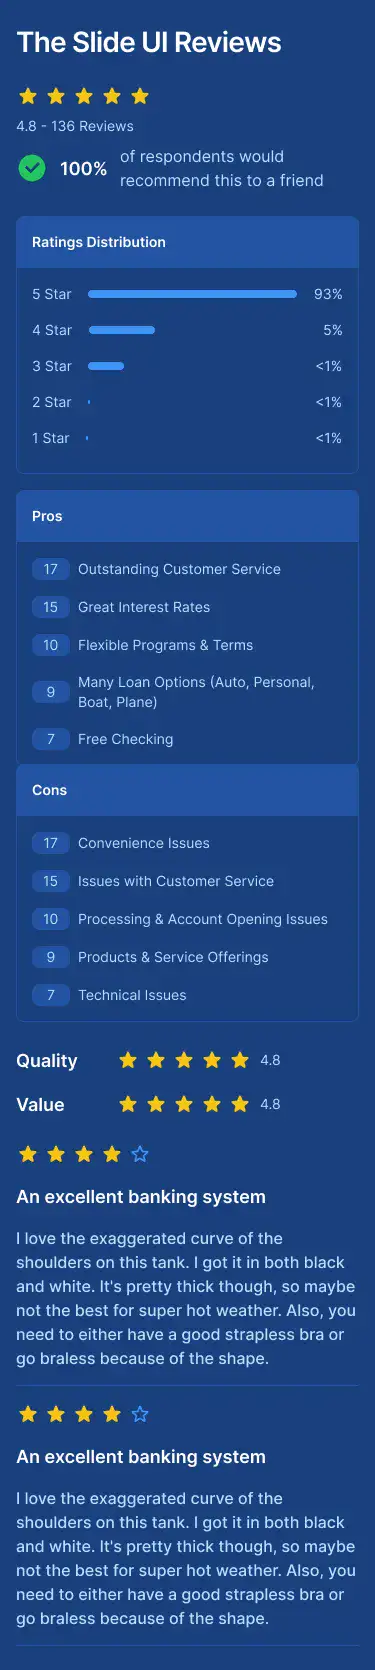 The Slide UI Reviews
4.8 - 136 Reviews
100%
of respondents would
recommend this to a friend
Ratings Distribution
5 Star 93%
4 Star 5%
3 Star <1%
2 Star <1%
1 Star <1%
Pros
17 Outstanding Customer Service
15 Great Interest Rates
10 Flexible Programs & Terms
9 Many Loan Options (Auto, Personal,
Boat, Plane)
7 Free Checking
Cons
17 Convenience Issues
15 Issues with Customer Service
10 Processing & Account Opening Issues
9 Products & Service Offerings
7 Technical Issues
Quality 4.8
Value 4.8
An excellent banking system
I love the exaggerated curve of the
shoulders on this tank. I got it in both black
and white. It's pretty thick though, so maybe
not the best for super hot weather. Also, you
need to either have a good strapless bra or
go braless because of the shape.
An excellent banking system
I love the exaggerated curve of the
shoulders on this tank. I got it in both black
and white. It's pretty thick though, so maybe
not the best for super hot weather. Also, you
need to either have a good strapless bra or
go braless because of the shape.